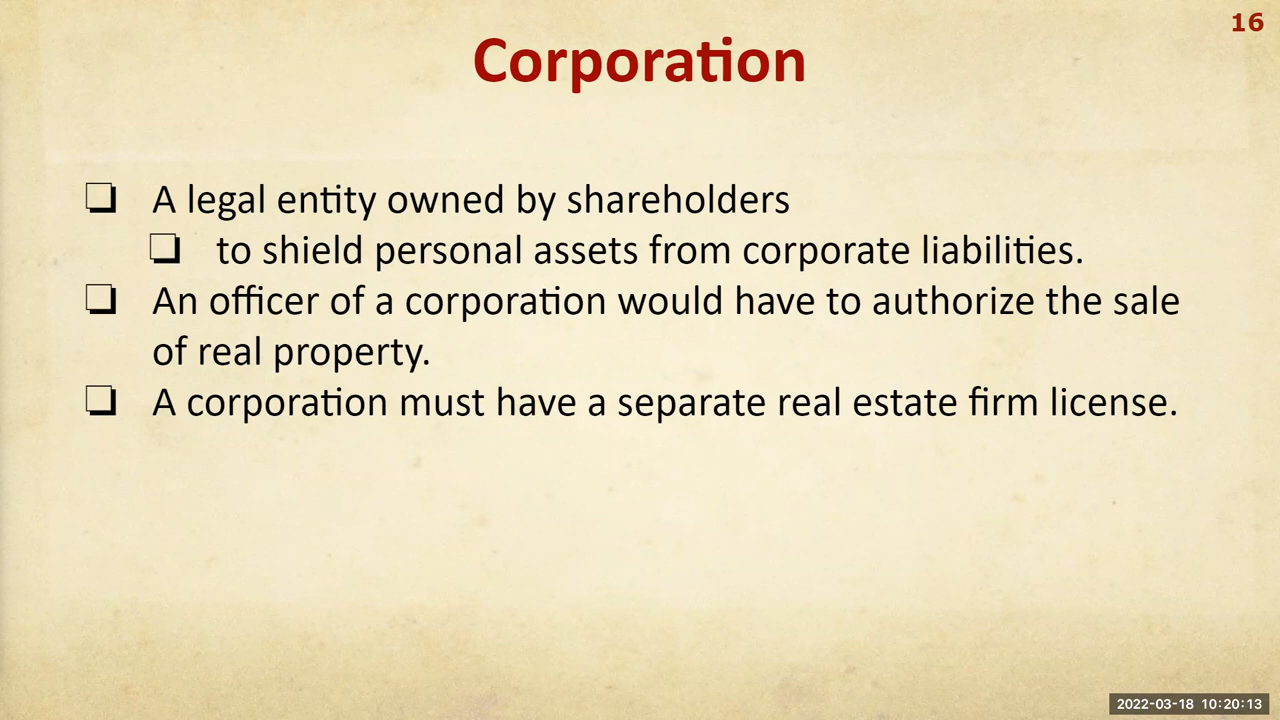 16
Corporation
❏ A legal entity owned by shareholders
❏ to shield personal assets from corporate liabilities.
❏ An officer of a corporation would have to authorize the sale
of real property.
❏ A corporation must have a separate real estate firm license.
2022-03-18 10:20:13